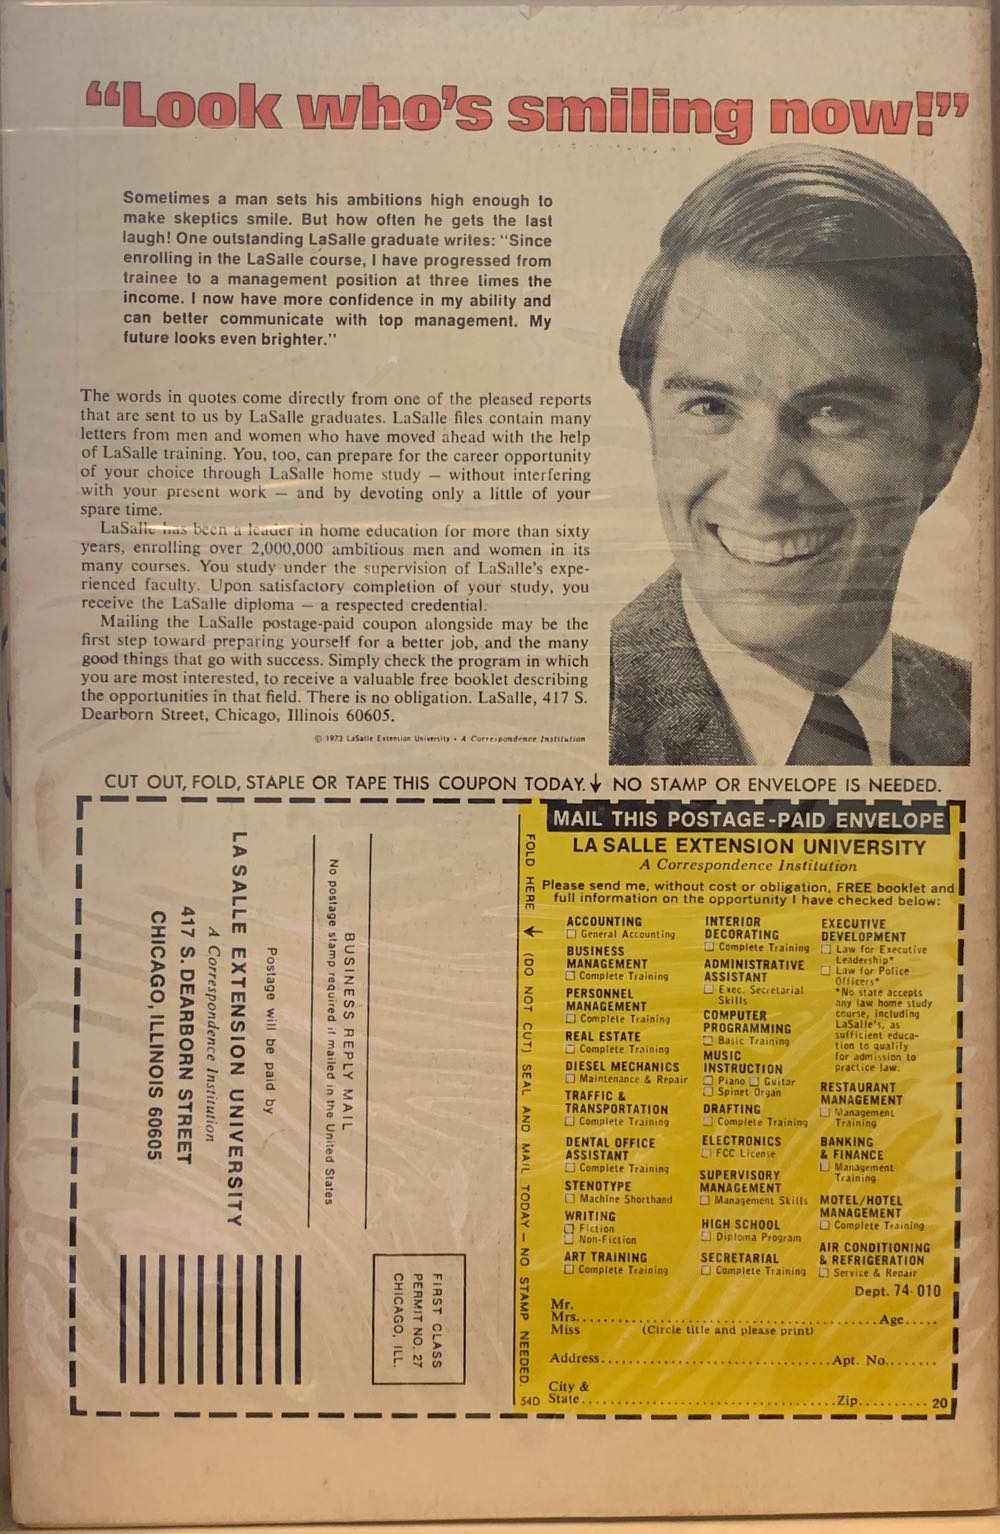 “Look who's smiling now!”
Sometimes a man sets his ambitions high enough to
make skeptics smile. But how often he gets the last
laugh! One outstanding LaSalle graduate writes: “Since
enrolling in the LaSalle course, I have progressed from
trainee to a management position at three times the
income. I now have more confidence in my ability and
can better communicate with top management. My
future looks even brighter.”
The words in quotes come directly from one of the pleased reports
that are sent to us by LaSalle graduates. LaSalle files contain many
letters from men and women who have moved ahead with the help
of LaSalle training. You, too, can prepare for the career opportunity
of your choice through LaSalle home study — without interfering
with your present work — and by devoting only a little of your
spare time.
LaSalle has been a leader in home education for more than sixty
years, enrolling over 2,000,000 ambitious men and women in its
many courses. You study under the supervision of LaSalle's expe-
rienced faculty. Upon satisfactory completion of your study, you
receive the LaSalle diploma — a respected credential.
Mailing the LaSalle postage-paid coupon alongside may be the
first step toward preparing yourself for a better job, and the many
good things that go with success. Simply check the program in which
you are most interested, to receive a valuable free booklet describing
the opportunities in that field. There is no obligation. LaSalle, 417 S.
Dearborn Street, Chicago, Illinois 60605.
© 1973 LaSalle Extension University • A Correspondence Institution
CUT OUT, FOLD, STAPLE OR TAPE THIS COUPON TODAY.↓ NO STAMP OR ENVELOPE IS NEEDED.
FIRST CLASS
PERMIT NO. 27
CHICAGO, ILL.
BUSINESS REPLY MAIL
No postage stamp required if mailed in the United States
Postage will be paid by
LA SALLE EXTENSION UNIVERSITY
A Correspondence Institution
417 S. DEARBORN STREET
CHICAGO, ILLINOIS 60605
FOLD HERE ← (DO NOT CUT) SEAL AND MAIL TODAY — NO STAMP NEEDED.
54D
MAIL THIS POSTAGE-PAID ENVELOPE
LA SALLE EXTENSION UNIVERSITY
A Correspondence Institution
Please send me, without cost or obligation, FREE booklet and
full information on the opportunity I have checked below:
ACCOUNTING
☐ General Accounting
BUSINESS
MANAGEMENT
☐ Complete Training
PERSONNEL
MANAGEMENT
☐ Complete Training
REAL ESTATE
☐ Complete Training
DIESEL MECHANICS
☐ Maintenance & Repair
TRAFFIC &
TRANSPORTATION
☐ Complete Training
DENTAL OFFICE
ASSISTANT
☐ Complete Training
STENOTYPE
☐ Machine Shorthand
WRITING
☐ Fiction
☐ Non-Fiction
ART TRAINING
☐ Complete Training
INTERIOR
DECORATING
☐ Complete Training
ADMINISTRATIVE
ASSISTANT
☐ Exec. Secretarial
Skills
COMPUTER
PROGRAMMING
☐ Basic Training
MUSIC
INSTRUCTION
☐ Piano ☐ Guitar
☐ Spinet Organ
DRAFTING
☐ Complete Training
ELECTRONICS
☐ FCC License
SUPERVISORY
MANAGEMENT
☐ Management Skills
HIGH SCHOOL
☐ Diploma Program
SECRETARIAL
☐ Complete Training
EXECUTIVE
DEVELOPMENT
☐ Law for Executive
Leadership*
☐ Law for Police
Officers*
*No state accepts
any law home study
course, including
LaSalle's, as
sufficient educa-
tion to qualify
for admission to
practice law.
RESTAURANT
MANAGEMENT
☐ Management
Training
BANKING
& FINANCE
☐ Management
Training
MOTEL/HOTEL
MANAGEMENT
☐ Complete Training
AIR CONDITIONING
& REFRIGERATION
☐ Service & Repair
Dept. 74-010
Mr.
Mrs.......Age.....
Miss (Circle title and please print)
Address.......Apt. No.......
City &
State.......Zip.......20